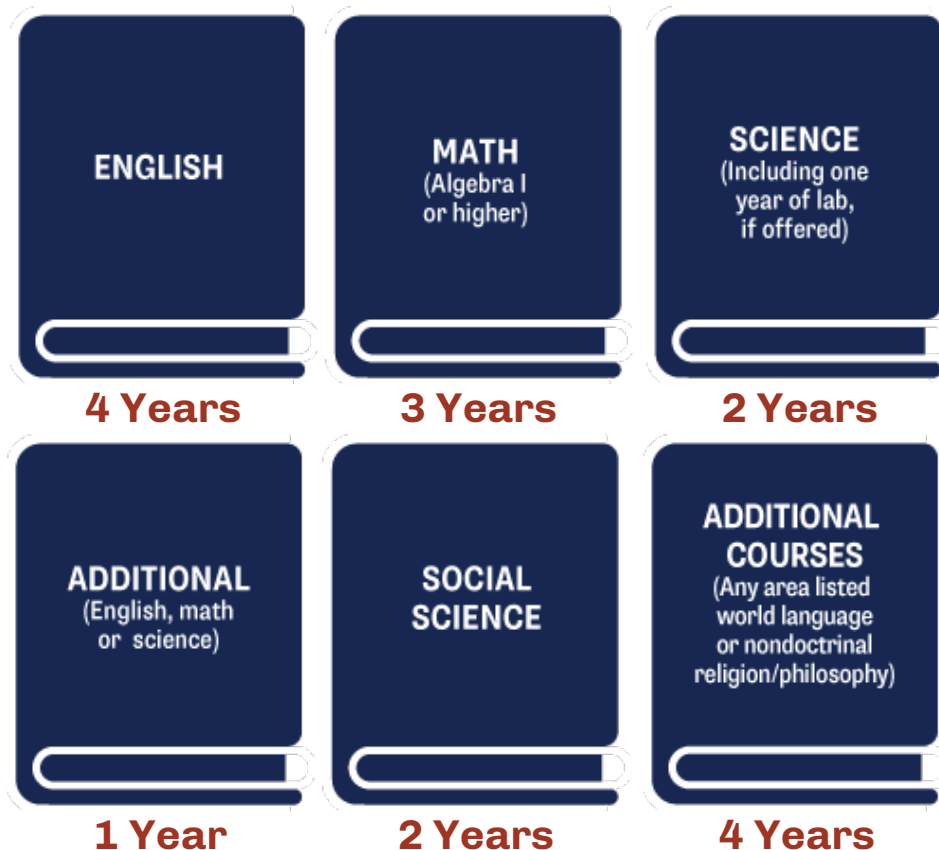 ENGLISH
4 Years
MATH
(Algebra I
or higher)
3 Years
SCIENCE
(Including one
year of lab,
if offered)
2 Years
ADDITIONAL
(English, math
or science)
1 Year
SOCIAL
SCIENCE
2 Years
ADDITIONAL
COURSES
(Any area listed
world language
or nondoctrinal
religion/philosophy)
4 Years